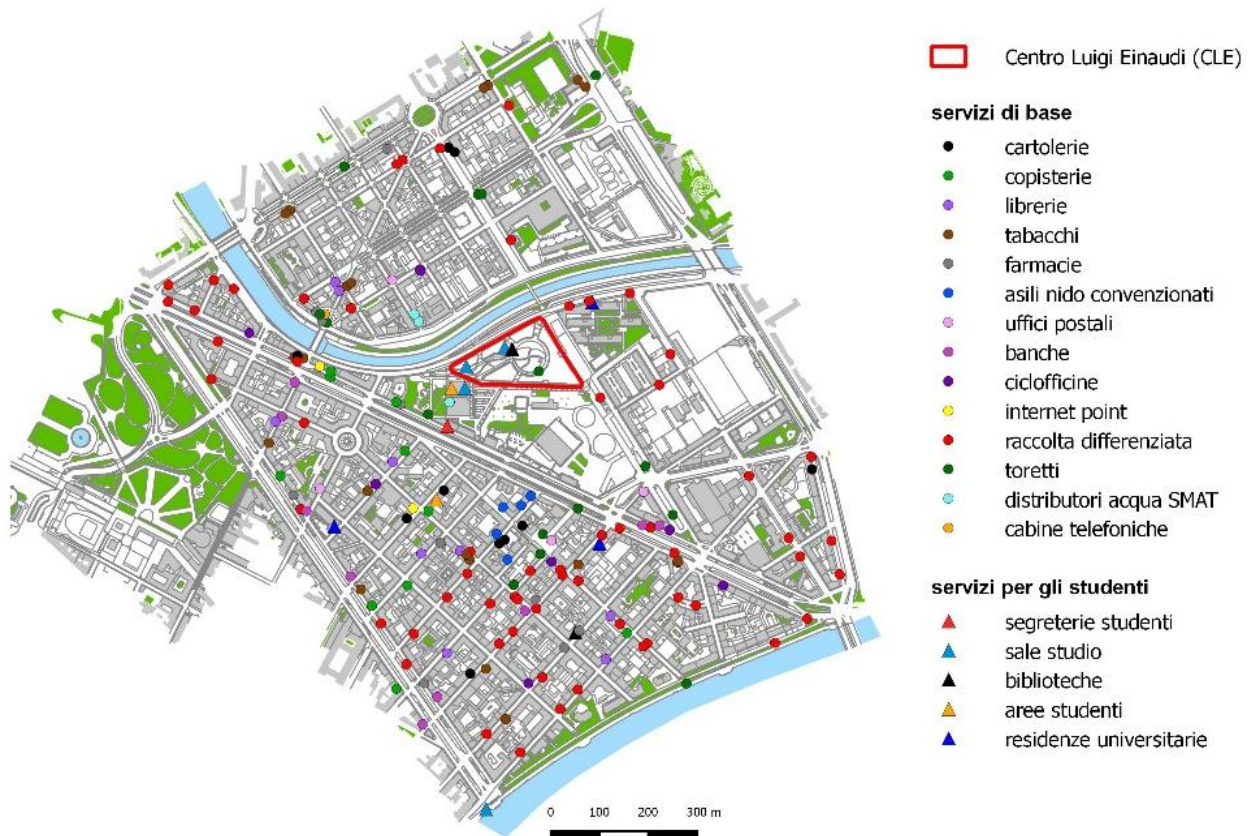 Centro Luigi Einaudi (CLE)
servizi di base
cartolerie
copisterie
librerie
tabacchi
farmacie
asili nido convenzionati
uffici postali
banche
ciclofficine
internet point
raccolta differenziata
toretti
distributori acqua SMAT
cabine telefoniche
servizi per gli studenti
segreterie studenti
sale studio
biblioteche
aree studenti
residenze universitarie
0 100 200 300 m